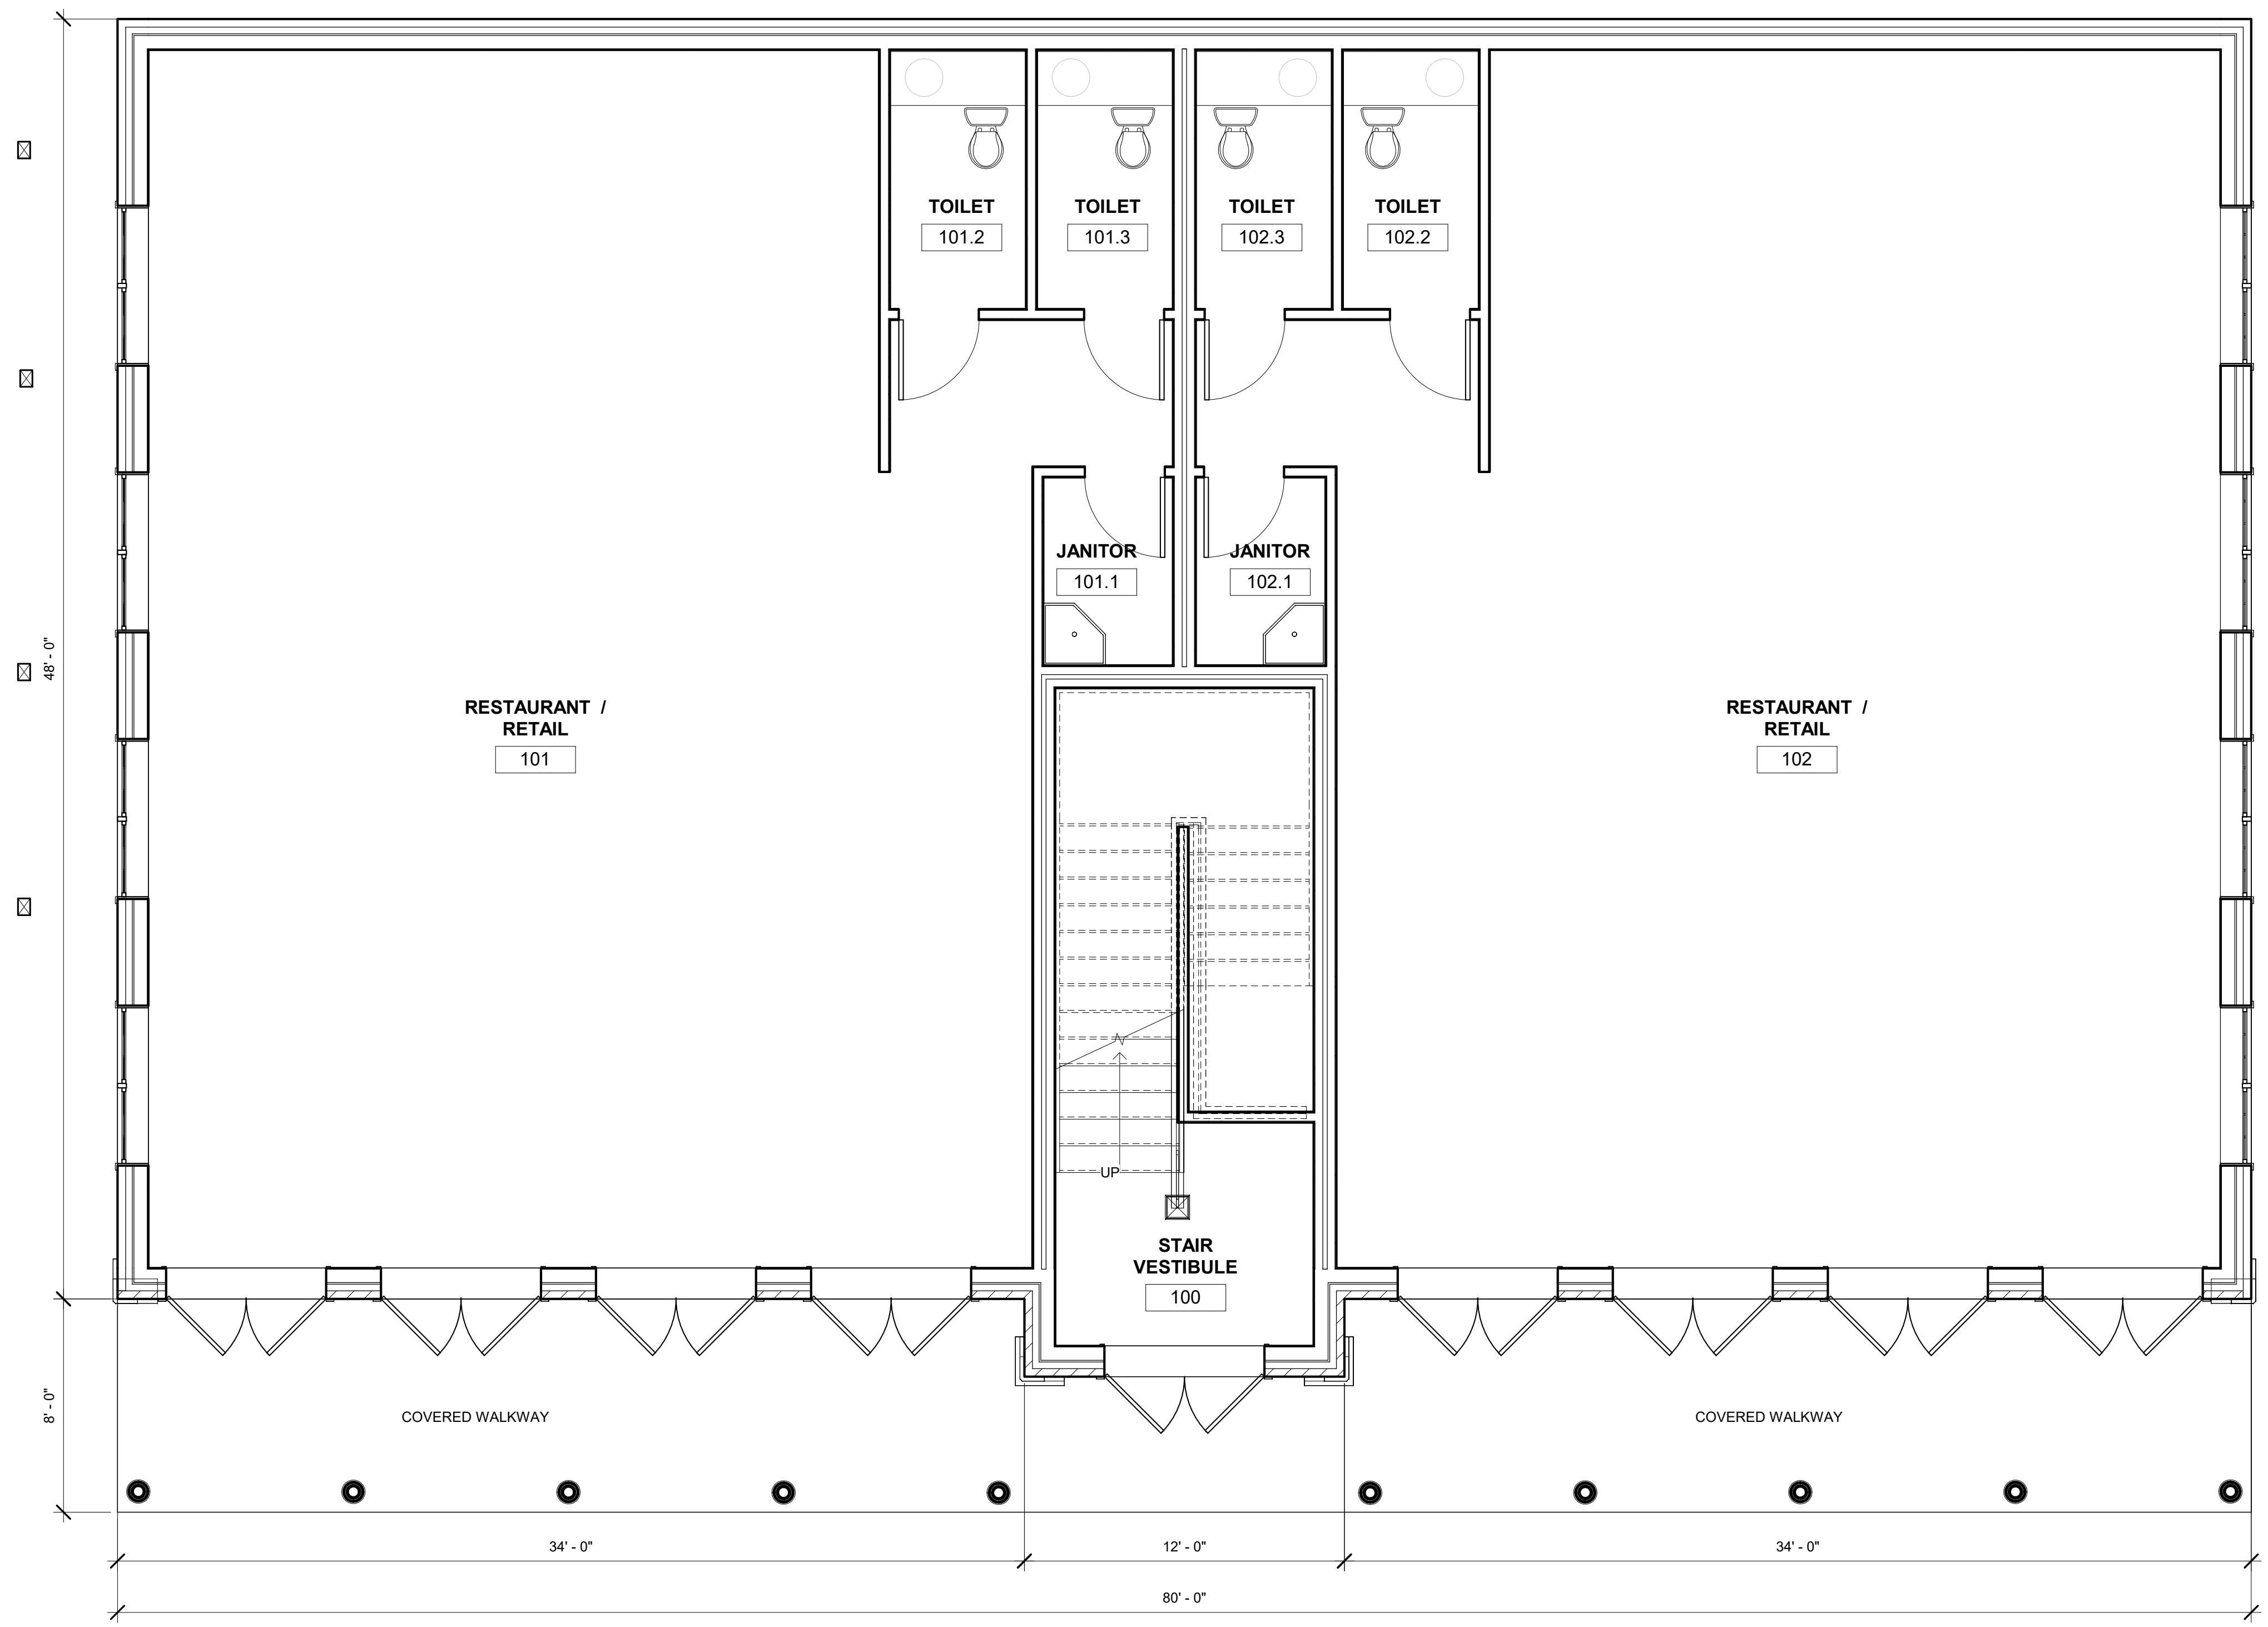 TOILET
101.2
TOILET
101.3
TOILET
102.3
TOILET
102.2
JANITOR
101.1
JANITOR
102.1
48' - 0"
RESTAURANT /
RETAIL
101
RESTAURANT /
RETAIL
102
UP
STAIR
VESTIBULE
100
8' - 0"
COVERED WALKWAY
COVERED WALKWAY
34' - 0"
12' - 0"
34' - 0"
80' - 0"